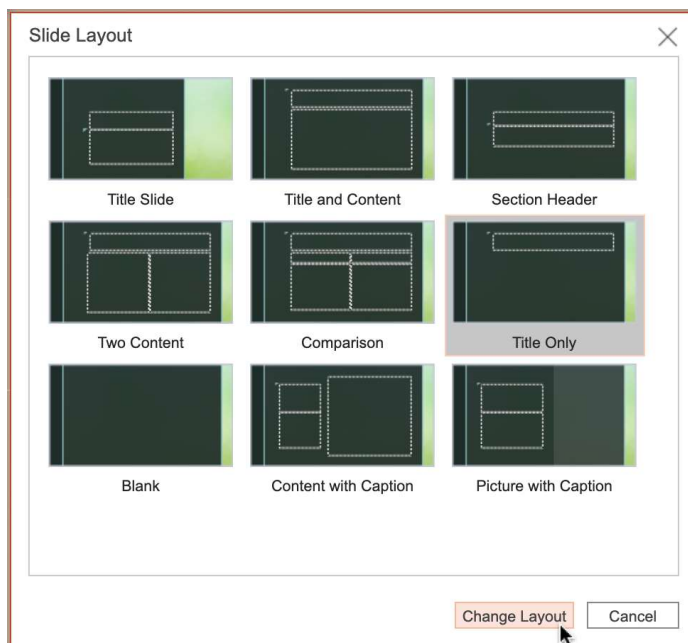 Slide Layout
Title Slide
Title and Content
Section Header
Two Content
Comparison
Title Only
Blank
Content with Caption
Picture with Caption
Change Layout
Cancel